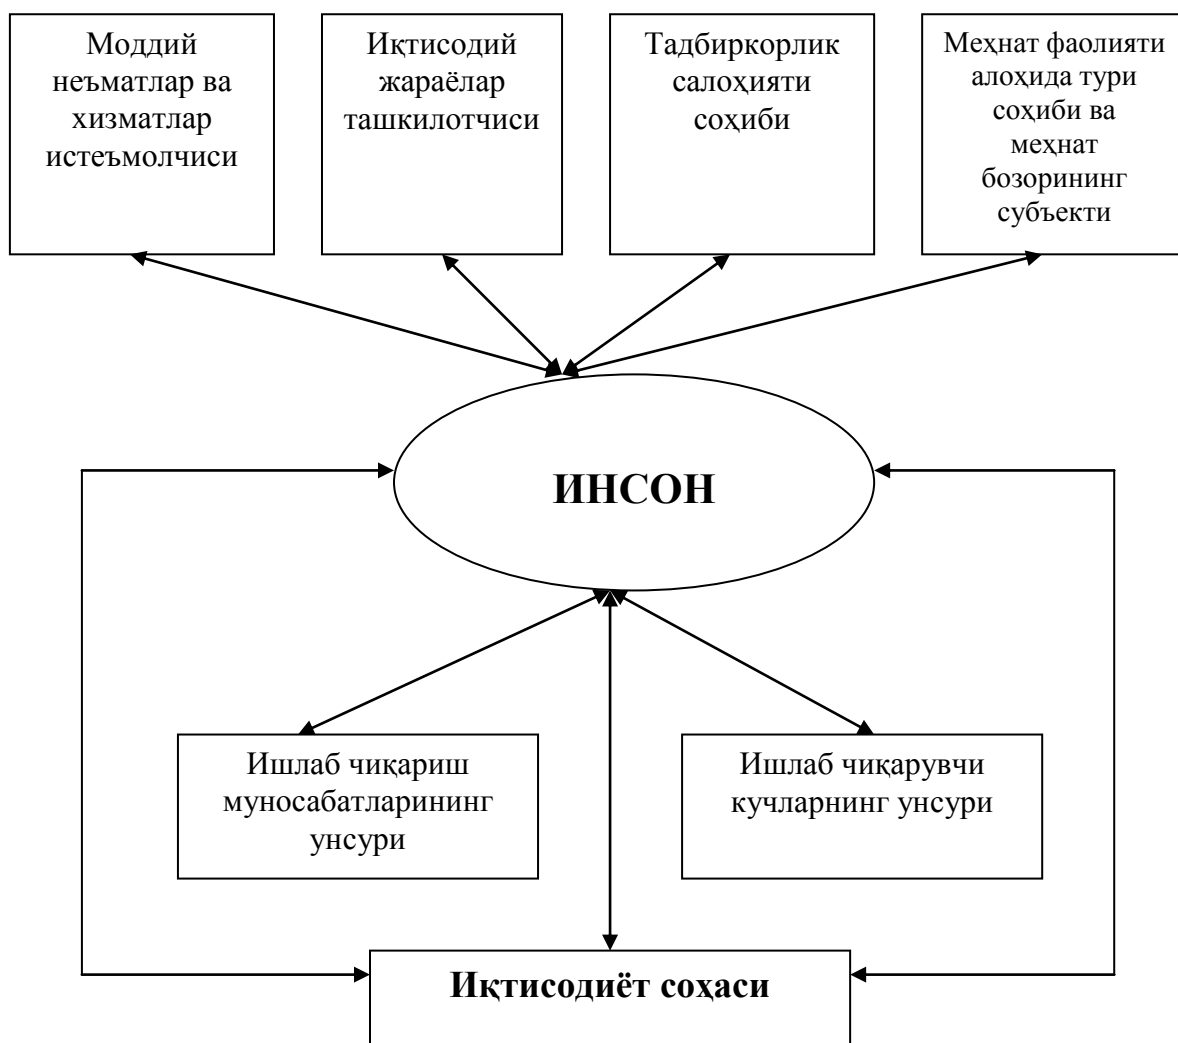 Моддий
неъматлар ва
хизматлар
истеъмолчиси
Иқтисодий
жараёлар
ташкилотчиси
Тадбиркорлик
салоҳияти
соҳиби
Меҳнат фаолияти
алоҳида тури
соҳиби ва
меҳнат
бозорининг
субъекти
ИНСОН
Ишлаб чиқариш
муносабатларининг
унсури
Ишлаб чиқарувчи
кучларнинг унсури
Иқтисодиёт соҳаси